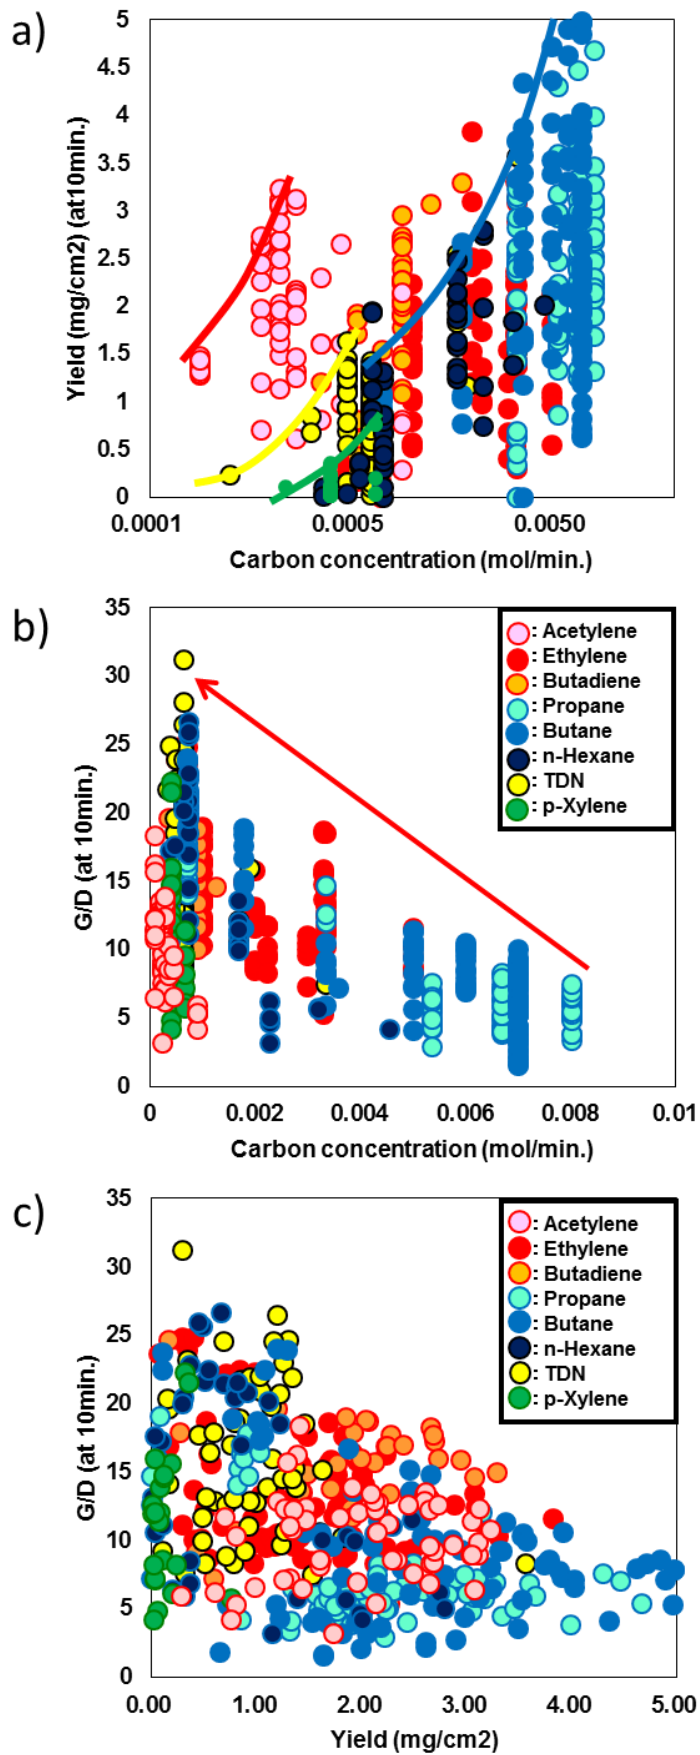 a)
5
4.5
4
3.5
3
2.5
2
1.5
1
0.5
0
Yield (mg/cm2) (at10min.)
0.0001 0.0005 0.0050
Carbon concentration (mol/min.)
b)
35
30
25
20
15
10
5
0
G/D (at 10min.)
: Acetylene
: Ethylene
: Butadiene
: Propane
: Butane
: n-Hexane
: TDN
: p-Xylene
0 0.002 0.004 0.006 0.008 0.01
Carbon concentration (mol/min.)
c)
35
30
25
20
15
10
5
0
G/D (at 10min.)
: Acetylene
: Ethylene
: Butadiene
: Propane
: Butane
: n-Hexane
: TDN
: p-Xylene
0.00 1.00 2.00 3.00 4.00 5.00
Yield (mg/cm2)